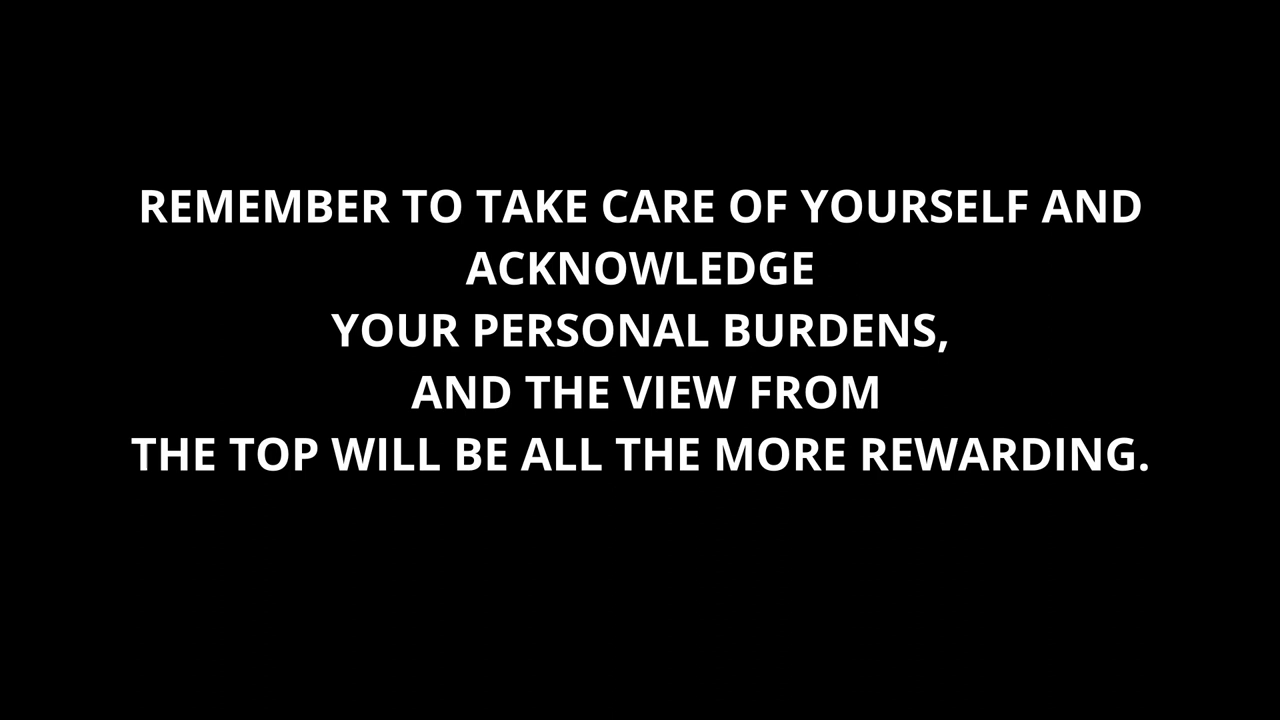 REMEMBER TO TAKE CARE OF YOURSELF AND
ACKNOWLEDGE
YOUR PERSONAL BURDENS,
AND THE VIEW FROM
THE TOP WILL BE ALL THE MORE REWARDING.